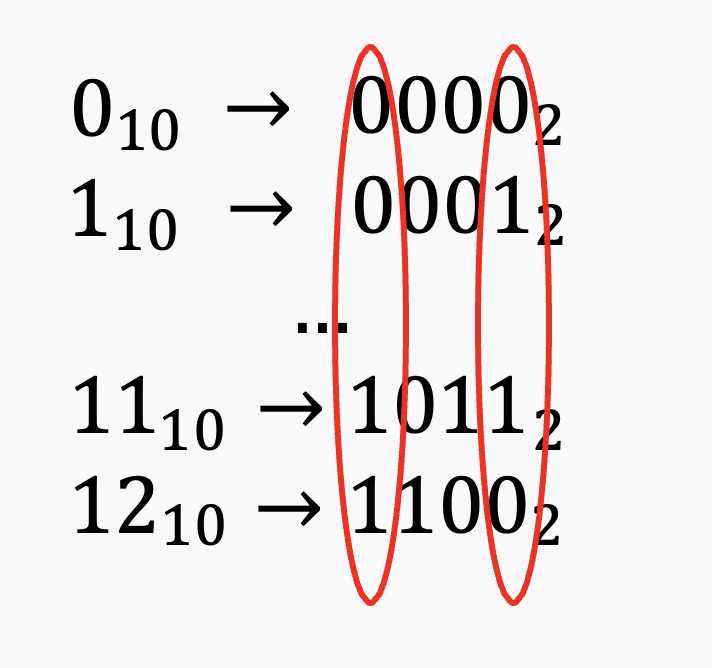 0₁₀ → 0000₂
1₁₀ → 0001₂
...
11₁₀ → 1011₂
12₁₀ → 1100₂